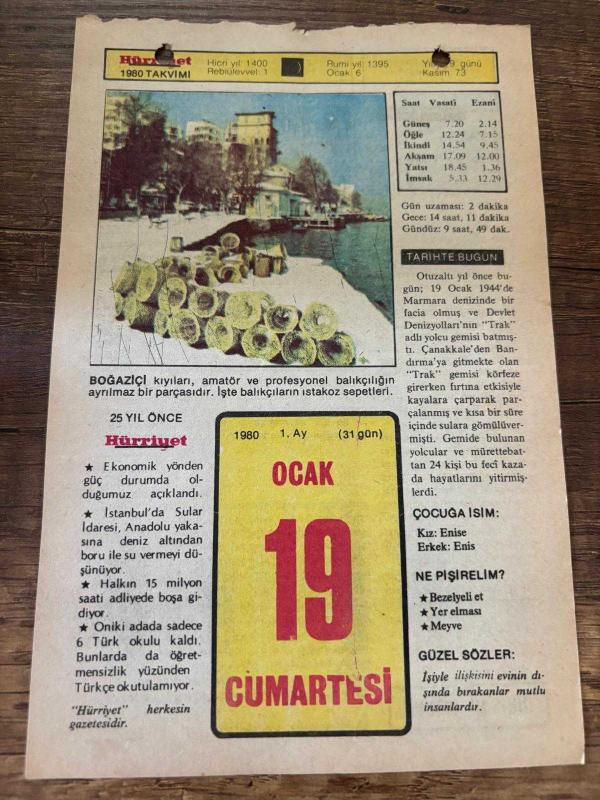 Hürriyet
1980 TAKVİMİ
Hicri yıl: 1400
Rebiülevvel: 1
Rumi yıl: 1395
Ocak: 6
9. günü
Kasım: 73
Saat Vasati Ezani
Güneş 7.20 2.14
Öğle 12.24 7.15
İkindi 14.54 9.45
Akşam 17.09 12.00
Yatsı 18.45 1.36
İmsak 5.33 12.29
Gün uzaması: 2 dakika
Gece: 14 saat, 11 dakika
Gündüz: 9 saat, 49 dak.
BOĞAZİÇİ kıyıları, amatör ve profesyonel balıkçılığın
ayrılmaz bir parçasıdır. İşte balıkçıların ıstakoz sepetleri.
25 YIL ÖNCE
Hürriyet
★ Ekonomik yönden
güç durumda ol-
duğumuz açıklandı.
★ İstanbul'da Sular
İdaresi, Anadolu yaka-
sına deniz altından
boru ile su vermeyi dü-
şünüyor.
★ Halkın 15 milyon
saati adliyede boşa gi-
diyor.
★ Oniki adada sadece
6 Türk okulu kaldı.
Bunlarda da öğret-
mensizlik yüzünden
Türkçe okutulamıyor.
"Hürriyet" herkesin
gazetesidir.
1980 1. Ay (31 gün)
OCAK
19
CUMARTESİ
TARİHTE BUGÜN
Otuzaltı yıl önce bu-
gün; 19 Ocak 1944'de
Marmara denizinde bir
facia olmuş ve Devlet
Denizyolları'nın "Trak"
adlı yolcu gemisi batmış-
tı. Çanakkale'den Ban-
dırma'ya gitmekte olan
"Trak" gemisi körfeze
girerken fırtına etkisiyle
kayalara çarparak par-
çalanmış ve kısa bir süre
içinde sulara gömülüver-
mişti. Gemide bulunan
yolcular ve mürettebat-
tan 24 kişi bu fecî kaza-
da hayatlarını yitirmiş-
lerdi.
ÇOCUĞA İSİM:
Kız: Enise
Erkek: Enis
NE PİŞİRELİM?
★ Bezelyeli et
★ Yer elması
★ Meyve
GÜZEL SÖZLER:
İşiyle ilişkisini evinin dı-
şında bırakanlar mutlu
insanlardır.